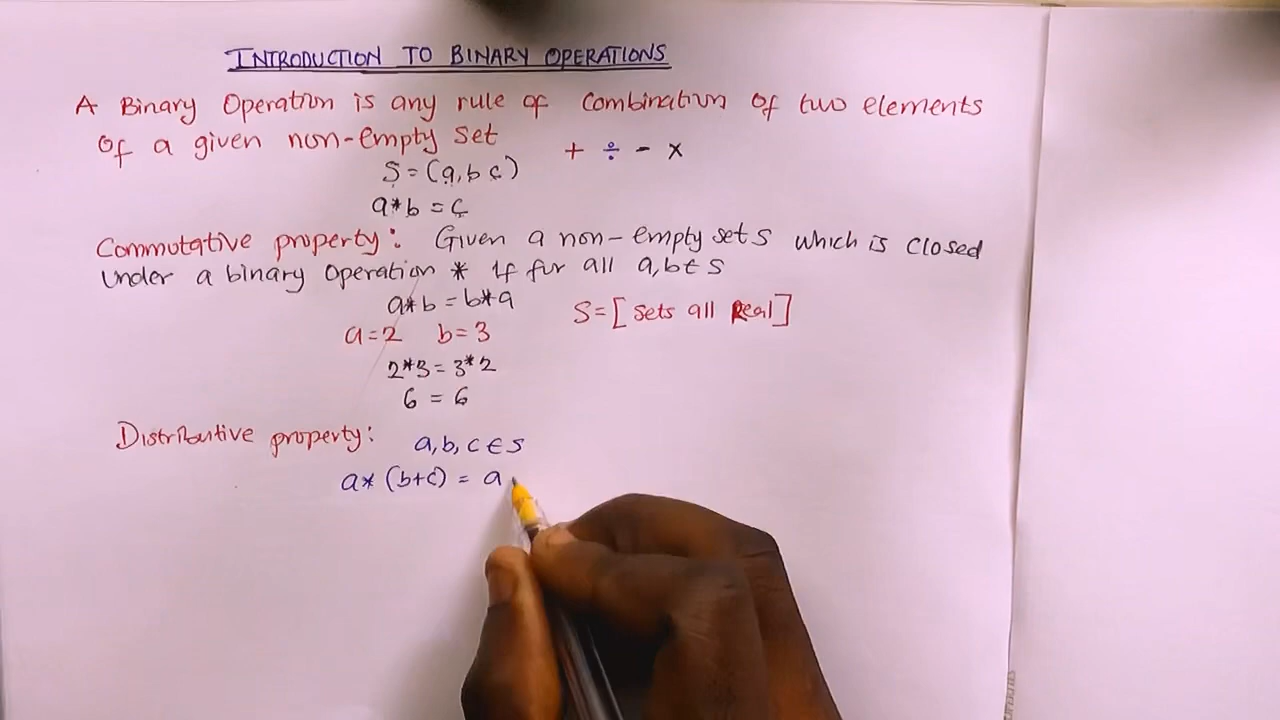 INTRODUCTION TO BINARY OPERATIONS
A Binary Operation is any rule of Combination of two elements
of a given non-empty set
+ ÷ - x
S = (a, b c)
a*b = c
Commutative property: Given a non-empty set S which is closed
Under a binary operation * if for all a,b ∈ S
a*b = b*a
S = [sets all Real]
a=2 b=3
2*3 = 3*2
6 = 6
Distributive property: a, b, c ∈ S
a* (b+c) = a